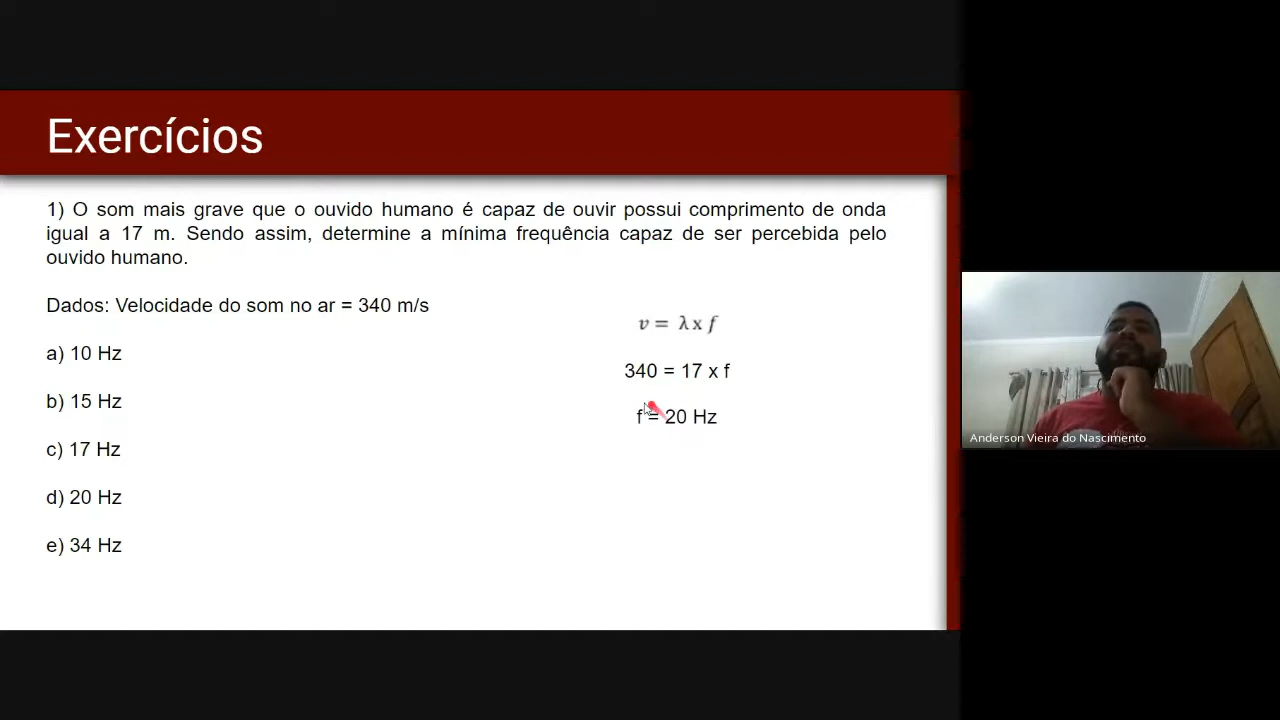 Exercícios
1) O som mais grave que o ouvido humano é capaz de ouvir possui comprimento de onda
igual a 17 m. Sendo assim, determine a mínima frequência capaz de ser percebida pelo
ouvido humano.
Dados: Velocidade do som no ar = 340 m/s
a) 10 Hz
b) 15 Hz
c) 17 Hz
d) 20 Hz
e) 34 Hz
v = λ x f
340 = 17 x f
f = 20 Hz
Anderson Vieira do Nascimento